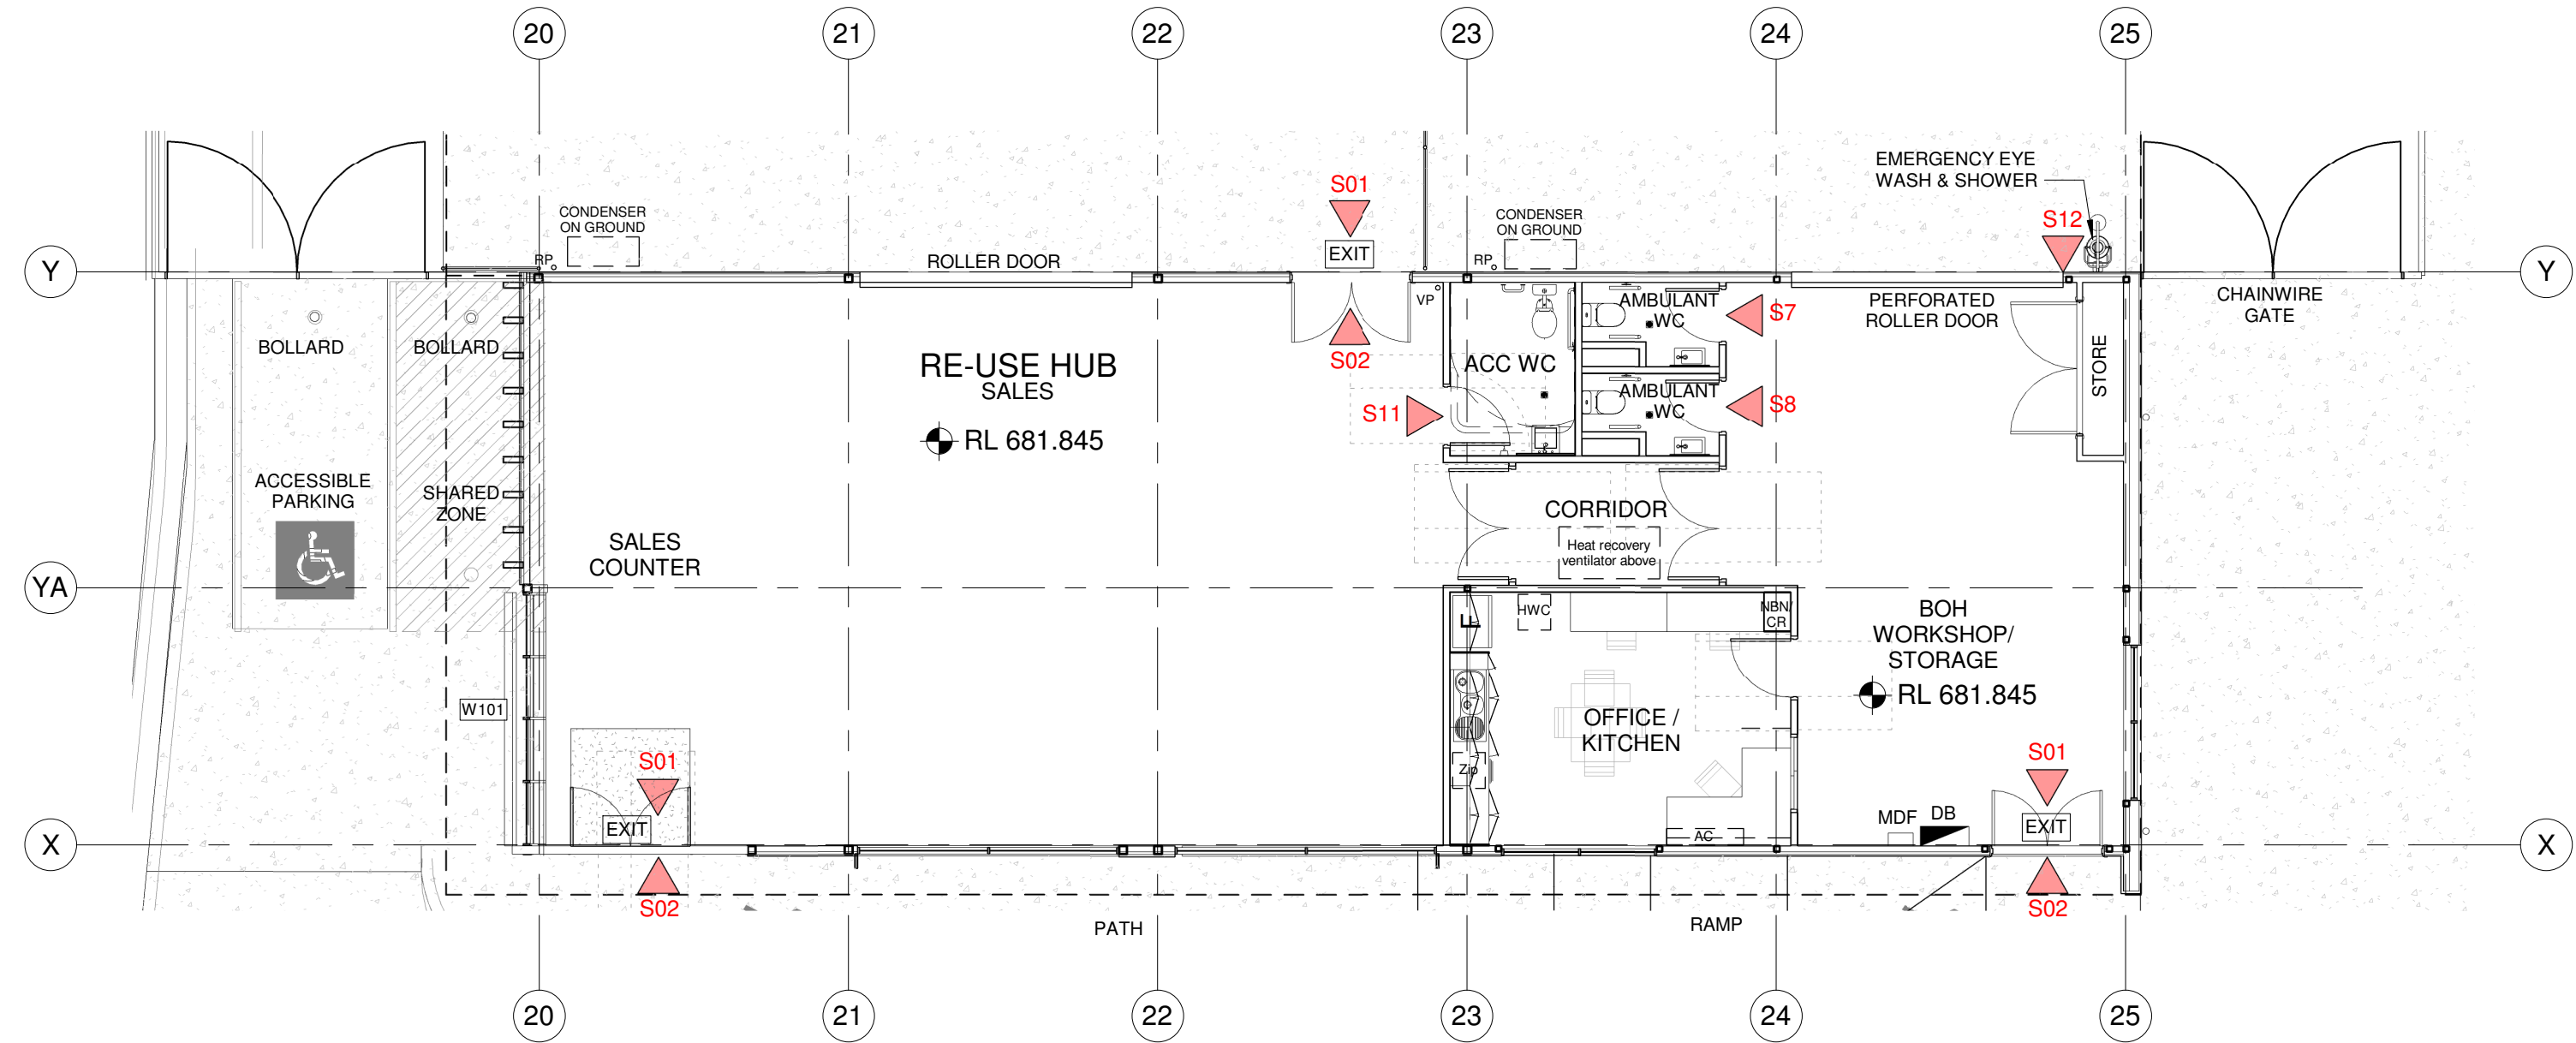 20 21 22 23 24 25
EMERGENCY EYE
WASH & SHOWER
S01
CONDENSER
ON GROUND
CONDENSER
ON GROUND
S12
EXIT
Y
RP
ROLLER DOOR
RP
Y
VP
AMBULANT
WC
S7
PERFORATED
ROLLER DOOR
CHAINWIRE
GATE
BOLLARD
BOLLARD
S02
RE-USE HUB
SALES
ACC WC
STORE
AMBULANT
WC
S8
S11
RL 681.845
ACCESSIBLE
PARKING
SHARED
ZONE
CORRIDOR
SALES
COUNTER
Heat recovery
ventilator above
YA
F
HWC
NBN/
CR
BOH
WORKSHOP/
STORAGE
RL 681.845
W101
OFFICE /
KITCHEN
S01
Zip
S01
EXIT
AC
MDF
DB
EXIT
X
X
S02
S02
PATH
RAMP
20 21 22 23 24 25